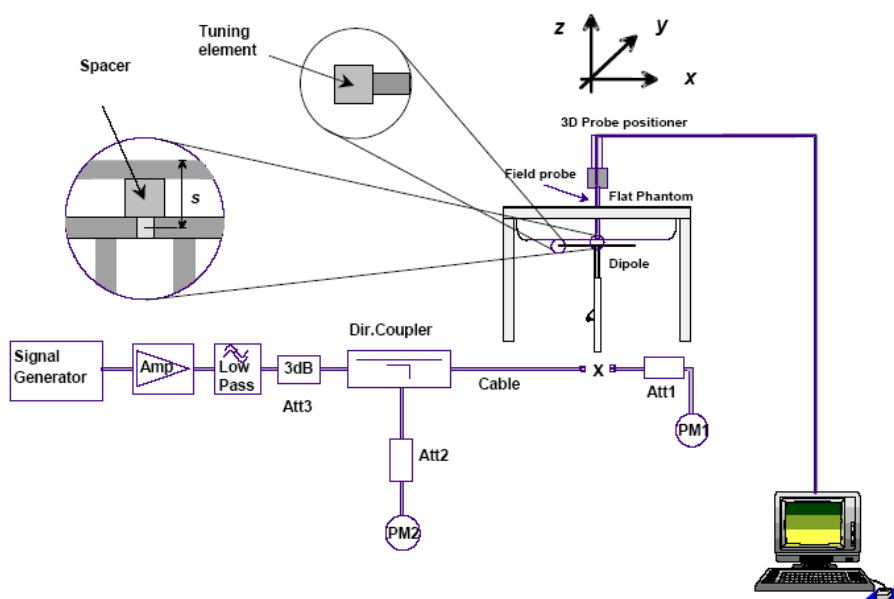 z
y
x
Tuning
element
Spacer
3D Probe positioner
Field probe
Flat Phantom
s
Dipole
Dir.Coupler
Signal
Generator
Amp
Low
Pass
3dB
Att3
Cable
X
Att1
PM1
Att2
PM2